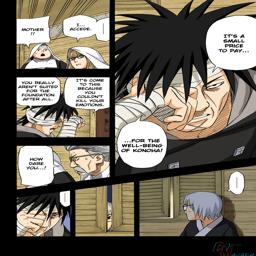 IT'S A
SMALL
PRICE
TO PAY...
I...
ACCEDE.
MOTHER
!!
IT'S COME
TO THIS
BECAUSE
YOU
COULDN'T
KILL YOUR
EMOTIONS.
YOU REALLY
AREN'T SUITED
FOR THE
FOUNDATION
AFTER ALL.
...FOR THE
WELL-BEING
OF KONOHA!
HOW
DARE
YOU...!